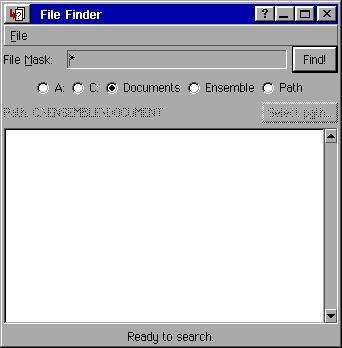 File Finder ?
File
File Mask: * Find!
A: C: Documents Ensemble Path
Path: C:\ENSEMBLE\DOCUMENT Select path...
Ready to search.